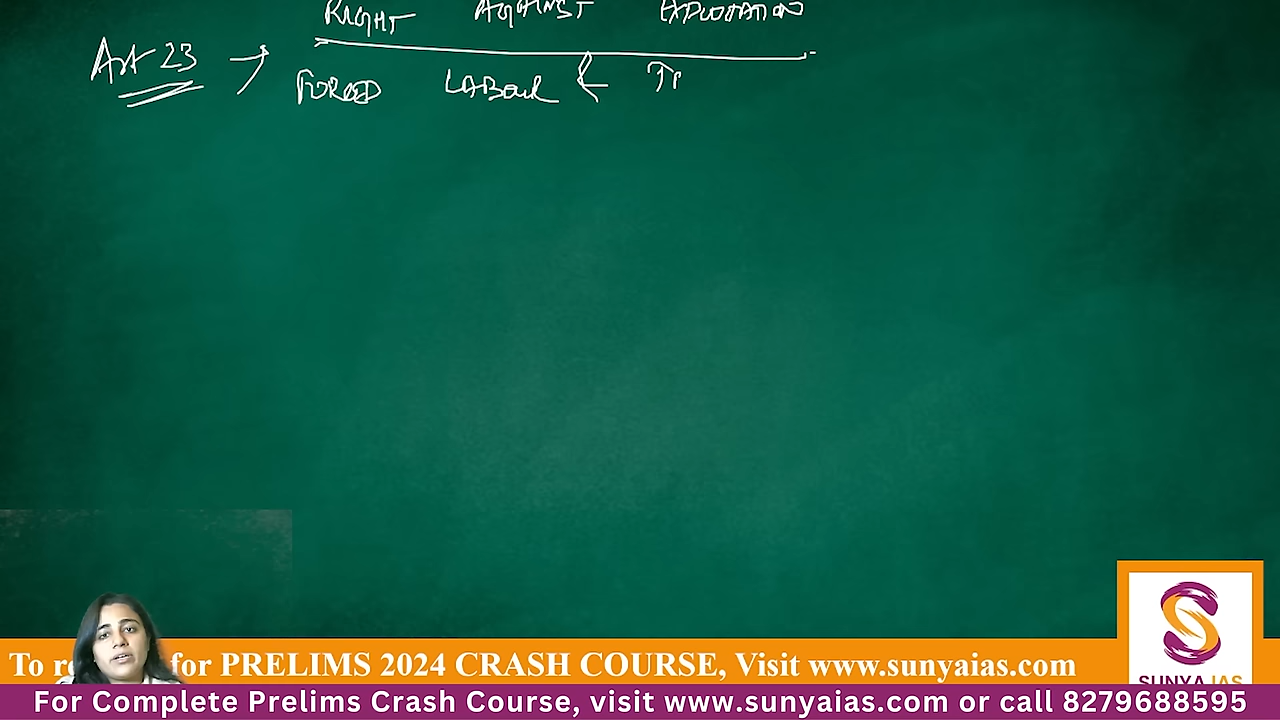 RIGHT AGAINST EXPLOITATION
Art 23 → FORCED LABOUR & Tr
To re for PRELIMS 2024 CRASH COURSE, Visit www.sunyaias.com
SUNYA IAS
For Complete Prelims Crash Course, visit www.sunyaias.com or call 8279688595